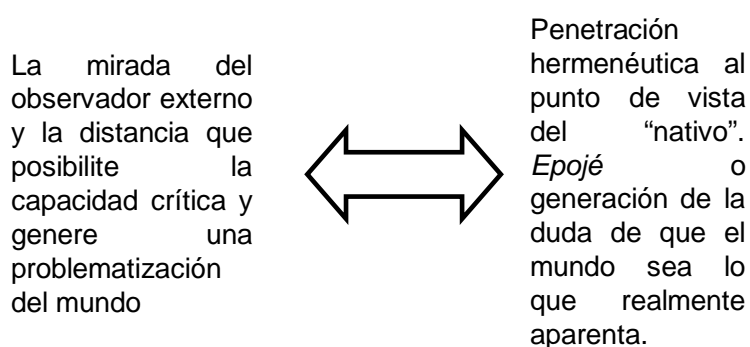 La mirada del
observador externo
y la distancia que
posibilite la
capacidad crítica y
genere una
problematización
del mundo
Penetración
hermenéutica al
punto de vista
del “nativo”.
Epojé o
generación de la
duda de que el
mundo sea lo
que realmente
aparenta.